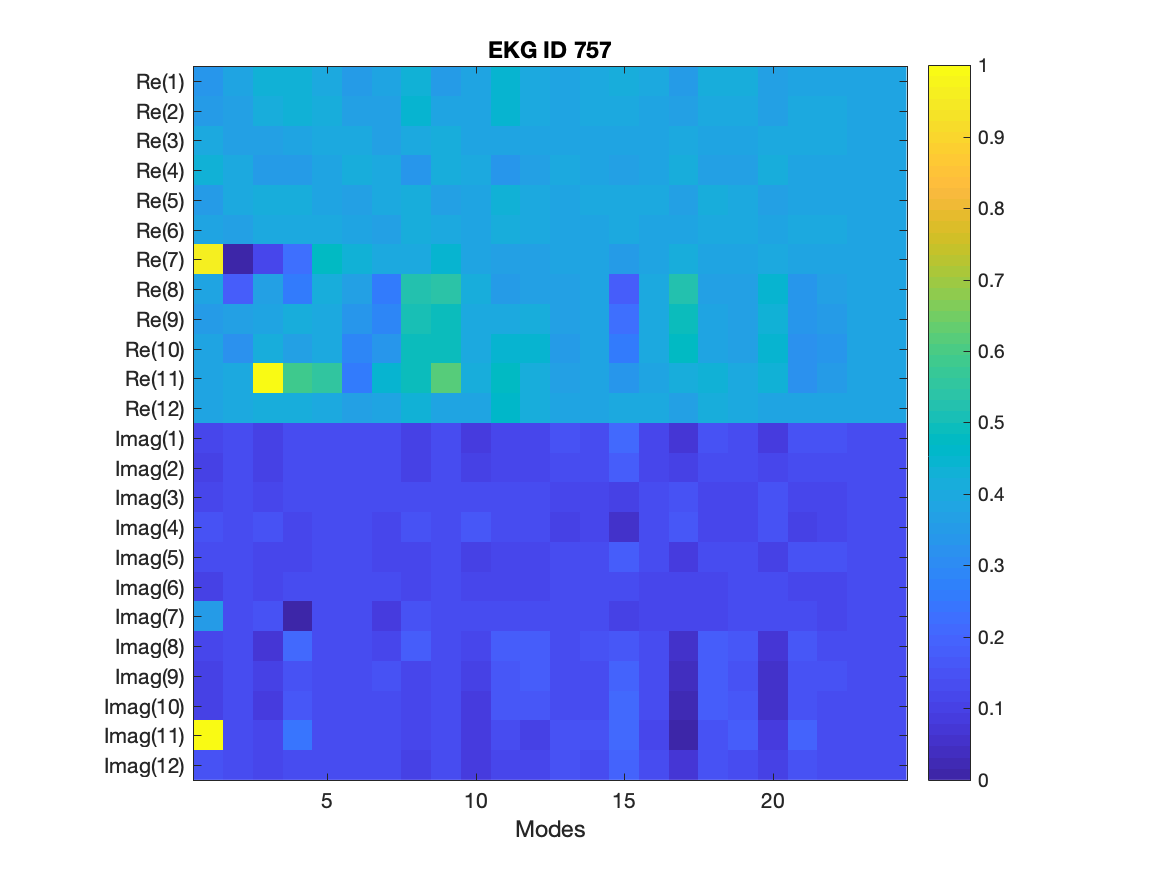 EKG ID 757
Re(1)
Re(2)
Re(3)
Re(4)
Re(5)
Re(6)
Re(7)
Re(8)
Re(9)
Re(10)
Re(11)
Re(12)
Imag(1)
Imag(2)
Imag(3)
Imag(4)
Imag(5)
Imag(6)
Imag(7)
Imag(8)
Imag(9)
Imag(10)
Imag(11)
Imag(12)
5 10 15 20
Modes
1
0.9
0.8
0.7
0.6
0.5
0.4
0.3
0.2
0.1
0